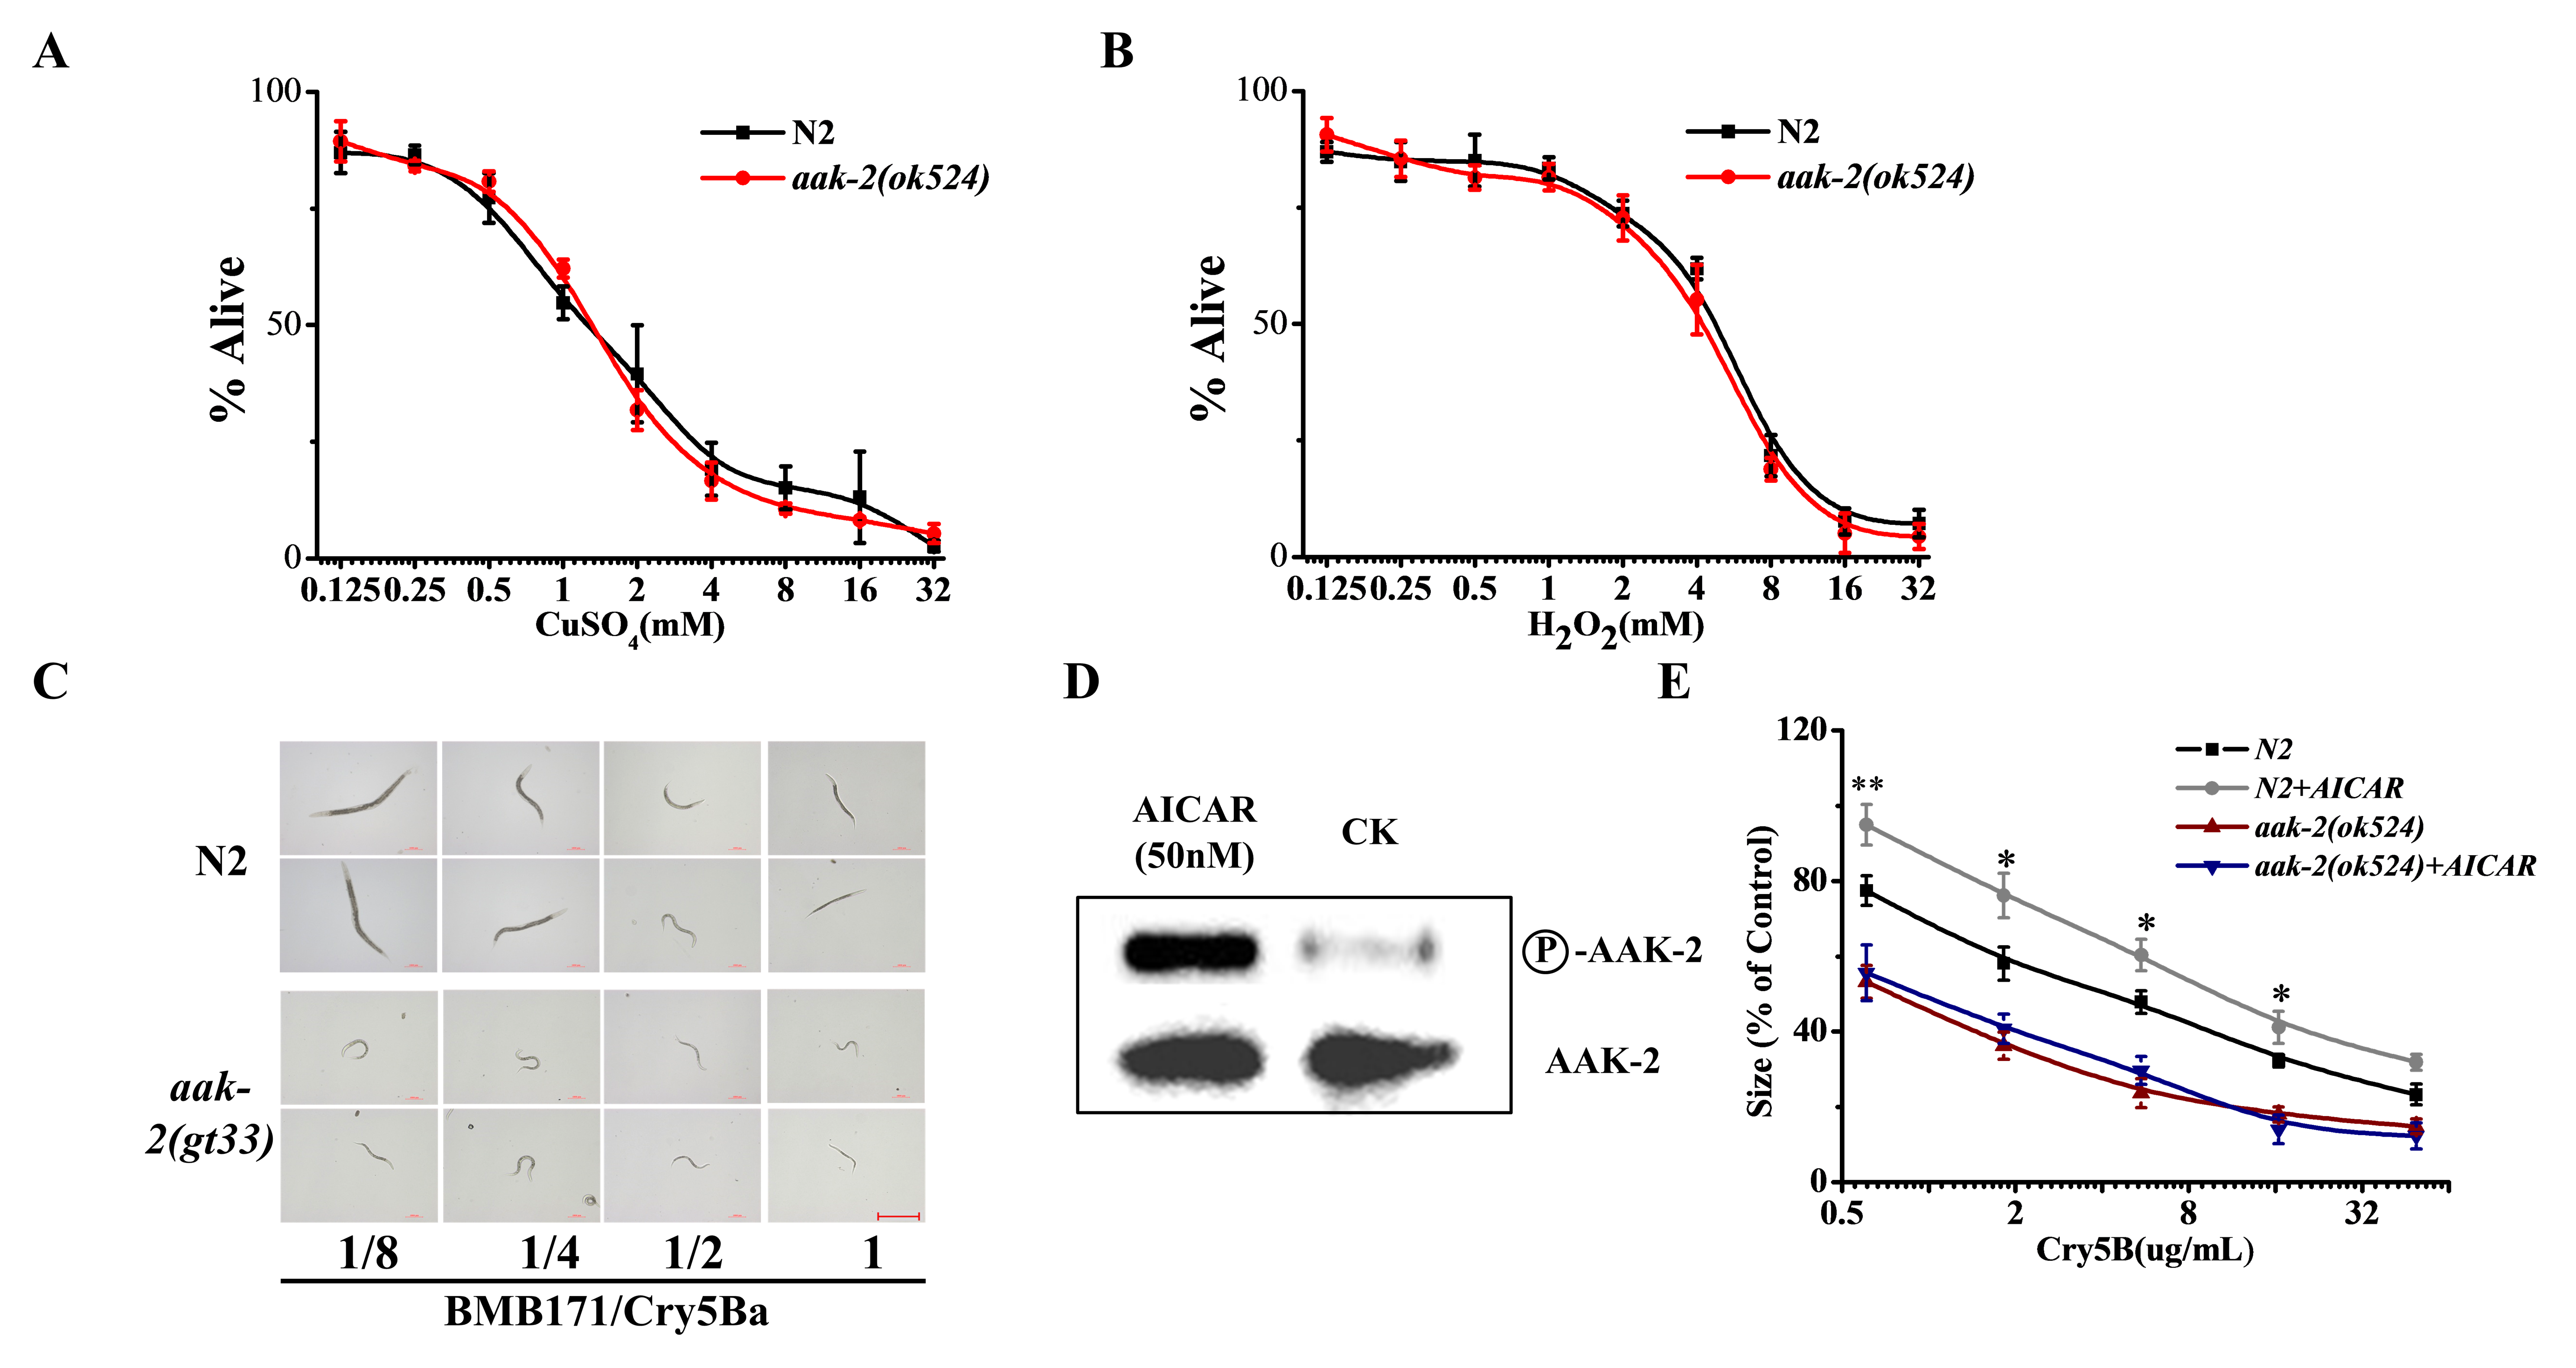 A
100
50
0
% Alive
N2
aak-2(ok524)
0.125 0.25 0.5 1 2 4 8 16 32
CuSO4(mM)
B
100
50
0
% Alive
N2
aak-2(ok524)
0.125 0.25 0.5 1 2 4 8 16 32
H2O2(mM)
C
N2
aak-
2(gt33)
1/8 1/4 1/2 1
BMB171/Cry5Ba
D
AICAR
(50nM)
CK
P-AAK-2
AAK-2
E
120
80
40
0
Size (% of Control)
N2
N2+AICAR
aak-2(ok524)
aak-2(ok524)+AICAR
**
*
*
*
0.5 2 8 32
Cry5B(ug/mL)